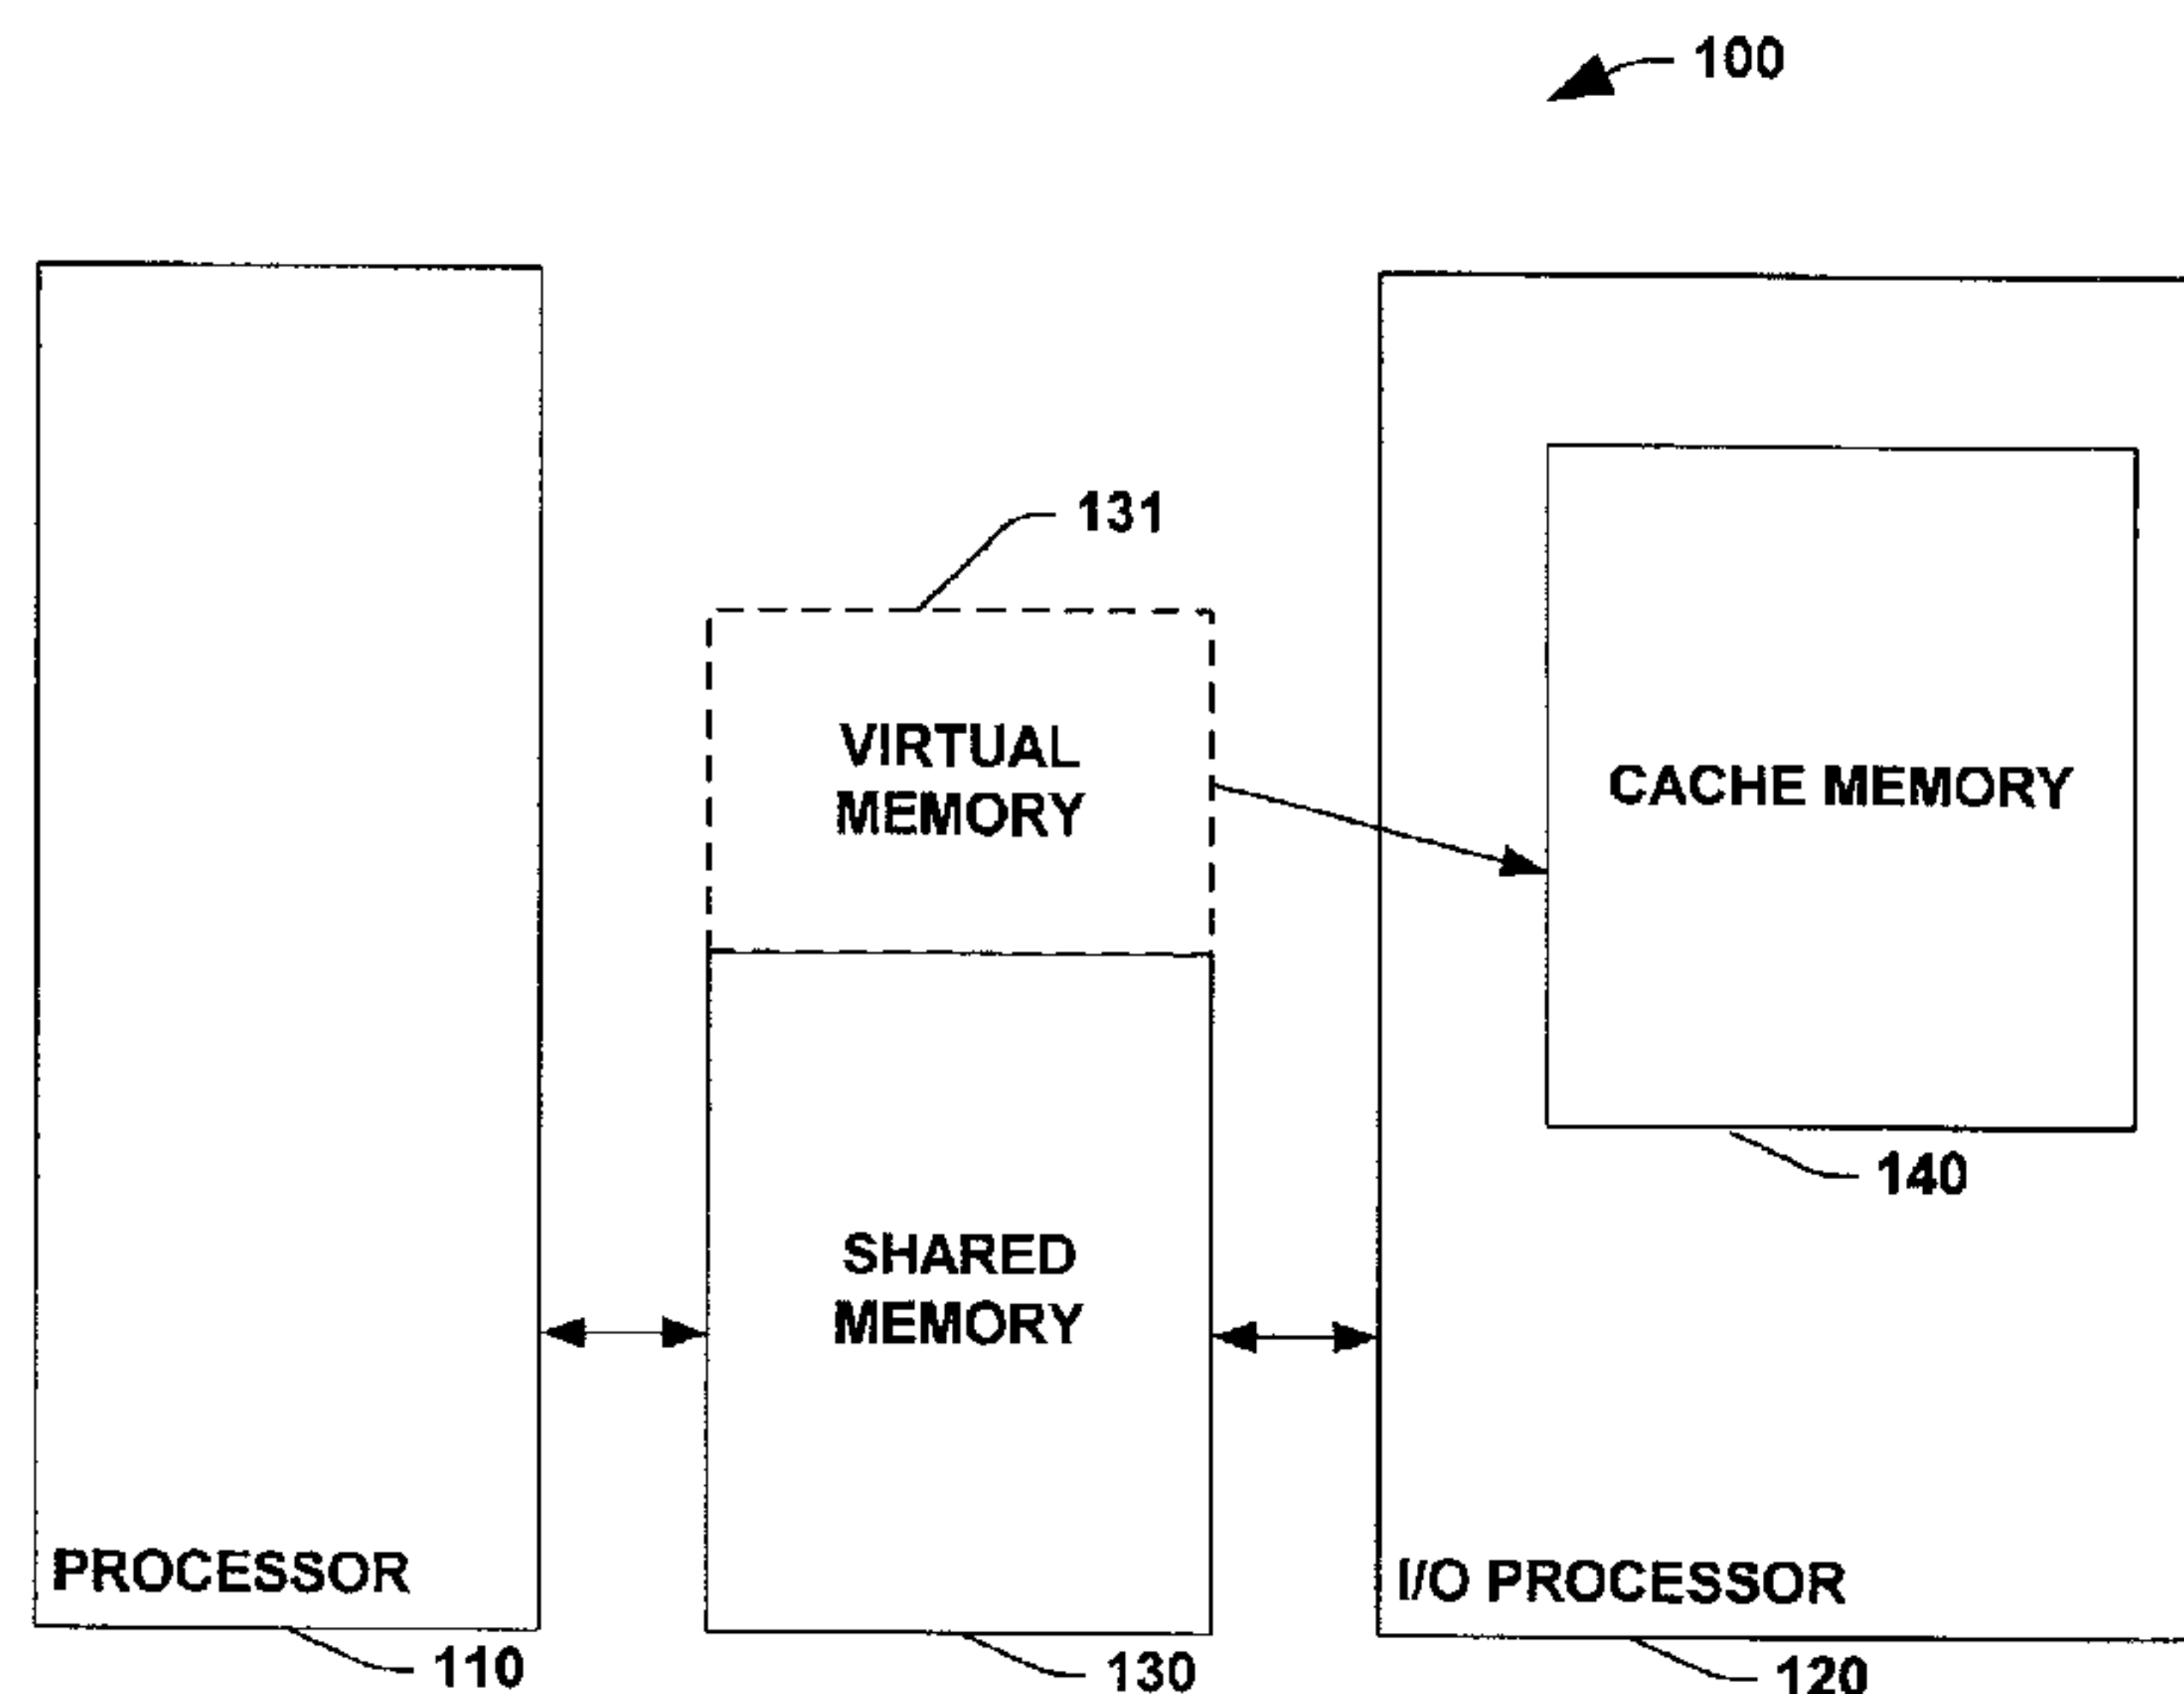 100
131
VIRTUAL
MEMORY
CACHE MEMORY
140
SHARED
MEMORY
PROCESSOR
I/O PROCESSOR
110
130
120